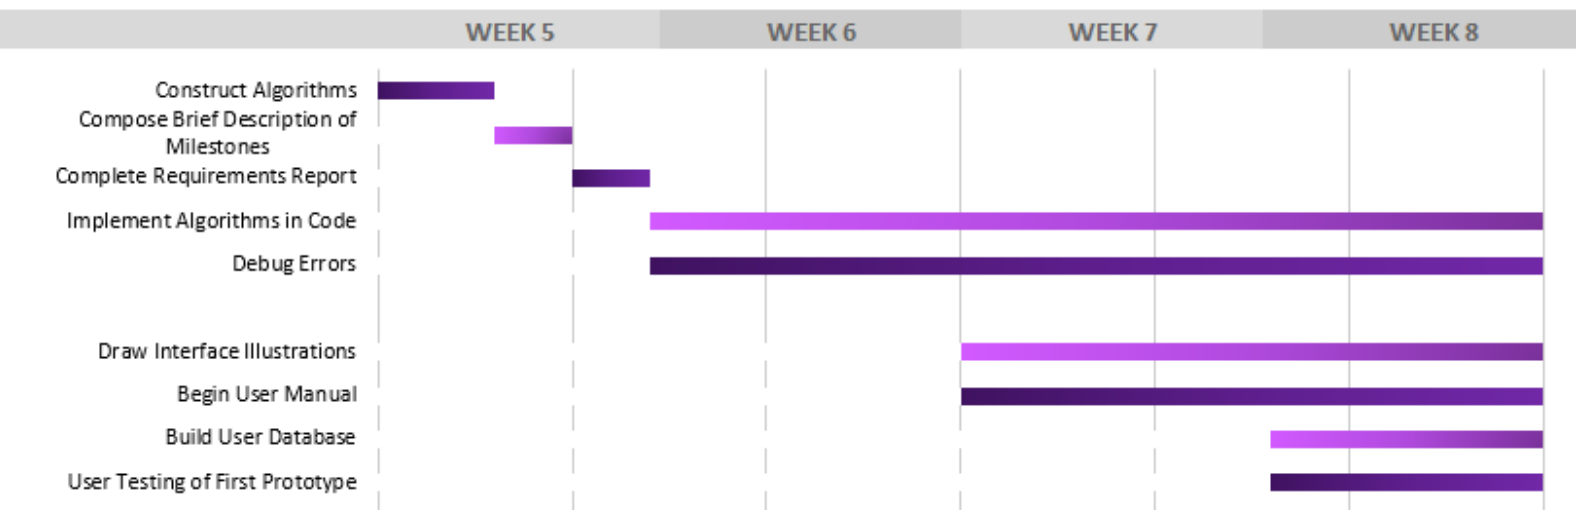 WEEK 5 WEEK 6 WEEK 7 WEEK 8
Construct Algorithms
Compose Brief Description of
Milestones
Complete Requirements Report
Implement Algorithms in Code
Debug Errors
Draw Interface Illustrations
Begin User Manual
Build User Database
User Testing of First Prototype